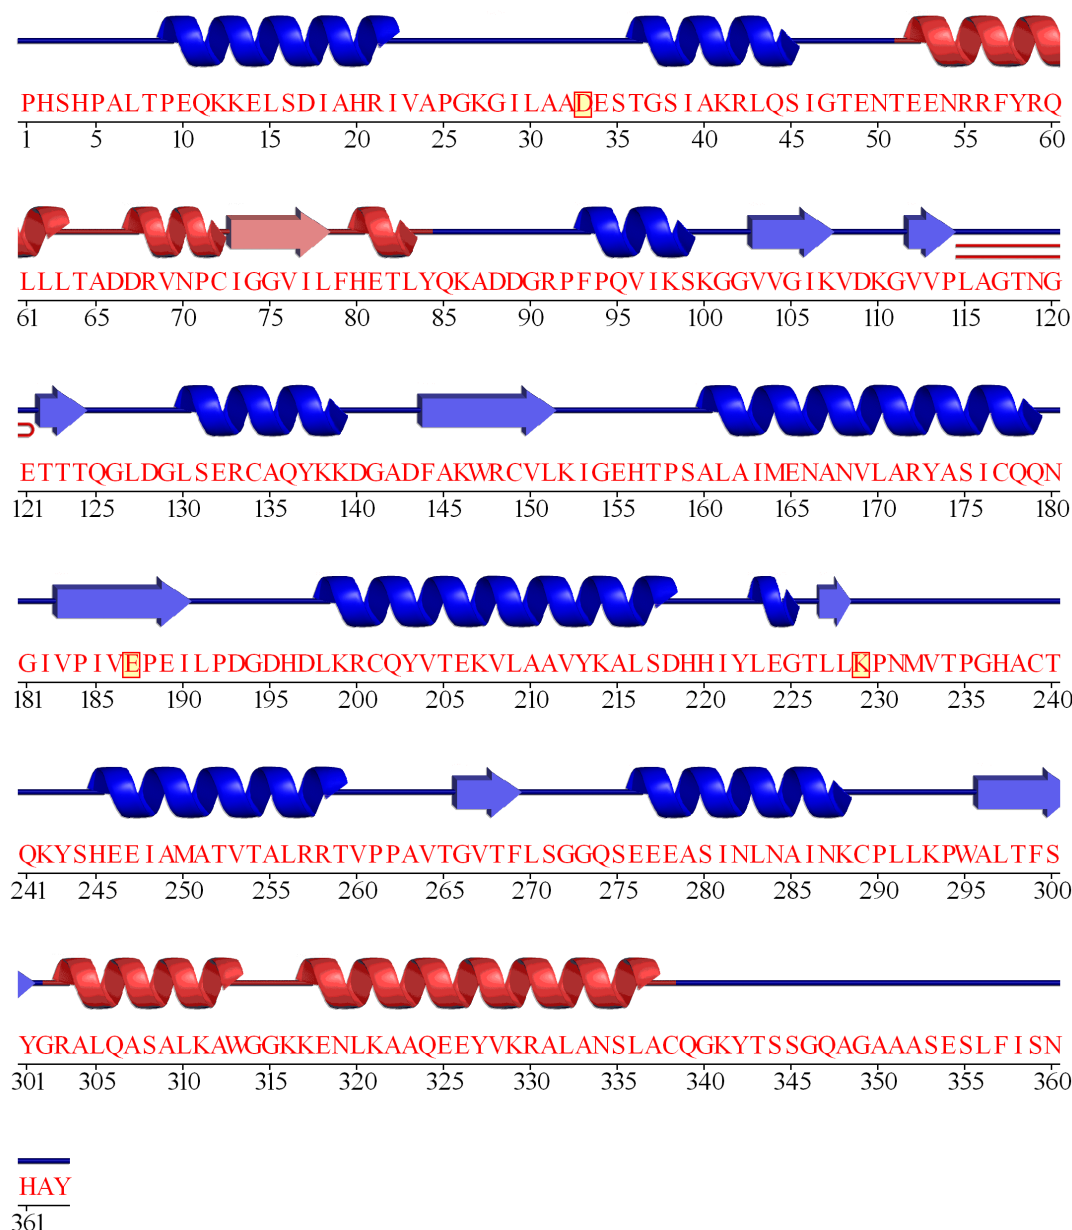 PHSHPALTPEQKKELSDIAHRIVAPGKGILAADESTGSIAKRLQSIGTENTEENRRFYRQ
1 5 10 15 20 25 30 35 40 45 50 55 60
LLLTADDRVNPCIGGVILFHETLYQKADDGRPFPQVIKSKGGVVGIKVDKGVVPLAGTNG
61 65 70 75 80 85 90 95 100 105 110 115 120
ETTTQGLDGLSERCAQYKKDGADFAKWRCVLKIGEHTPSALAIMENANVLARYASICQQN
121 125 130 135 140 145 150 155 160 165 170 175 180
GIVPIVEPEILPDGDHDLKRCQYVTEKVLAAVYKALSDHHIYLEGTLLKPNMVTPGHACT
181 185 190 195 200 205 210 215 220 225 230 235 240
QKYSHEEIAMATVTALRRTVPPAVTGVTFLSGGQSEEEASINLNAINKCPLLKPWALTFS
241 245 250 255 260 265 270 275 280 285 290 295 300
YGRALQASALKAWGGKKENLKAAQEEYVKRALANSLACQGKYTSSGQAGAAASESLFISN
301 305 310 315 320 325 330 335 340 345 350 355 360
HAY
361